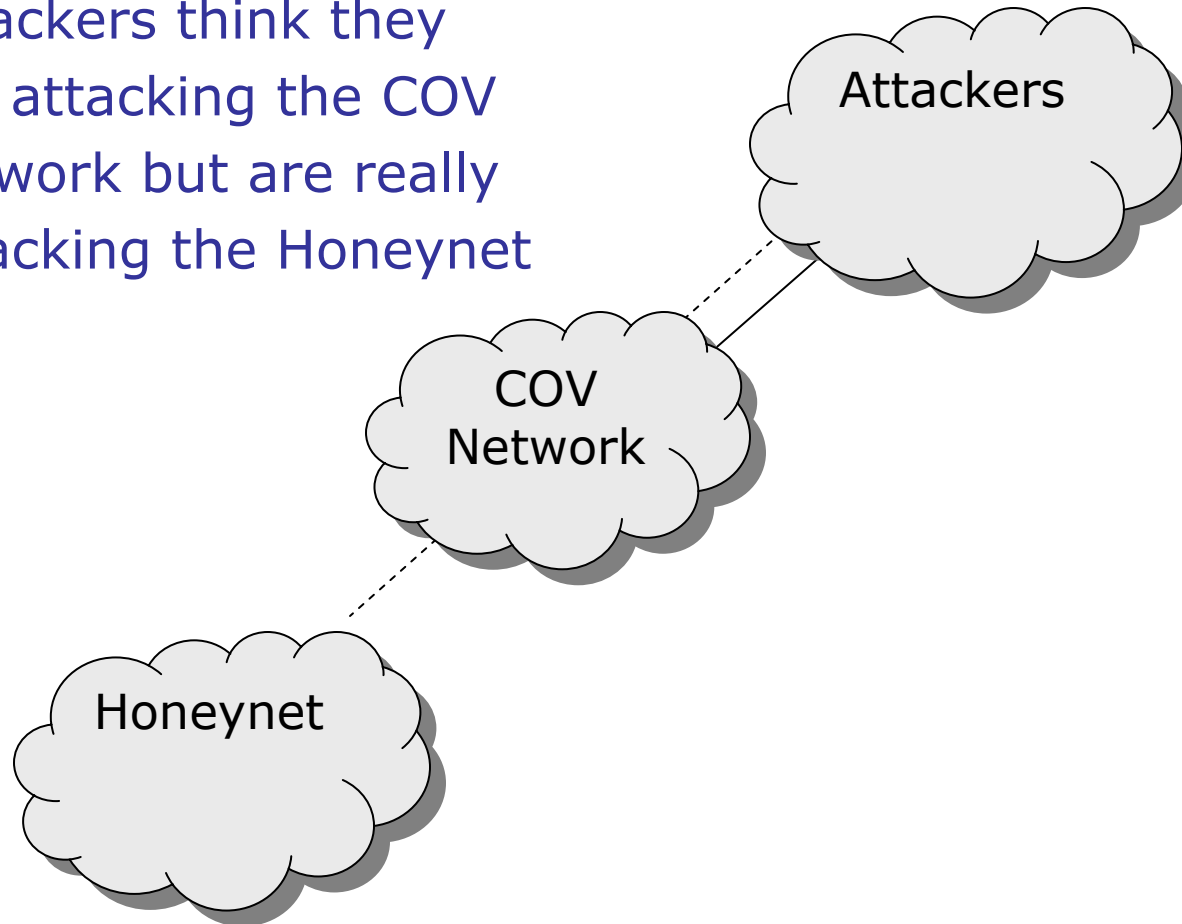 ackers think they
attacking the COV
work but are really
acking the Honeynet
Attackers
COV
Network
Honeynet